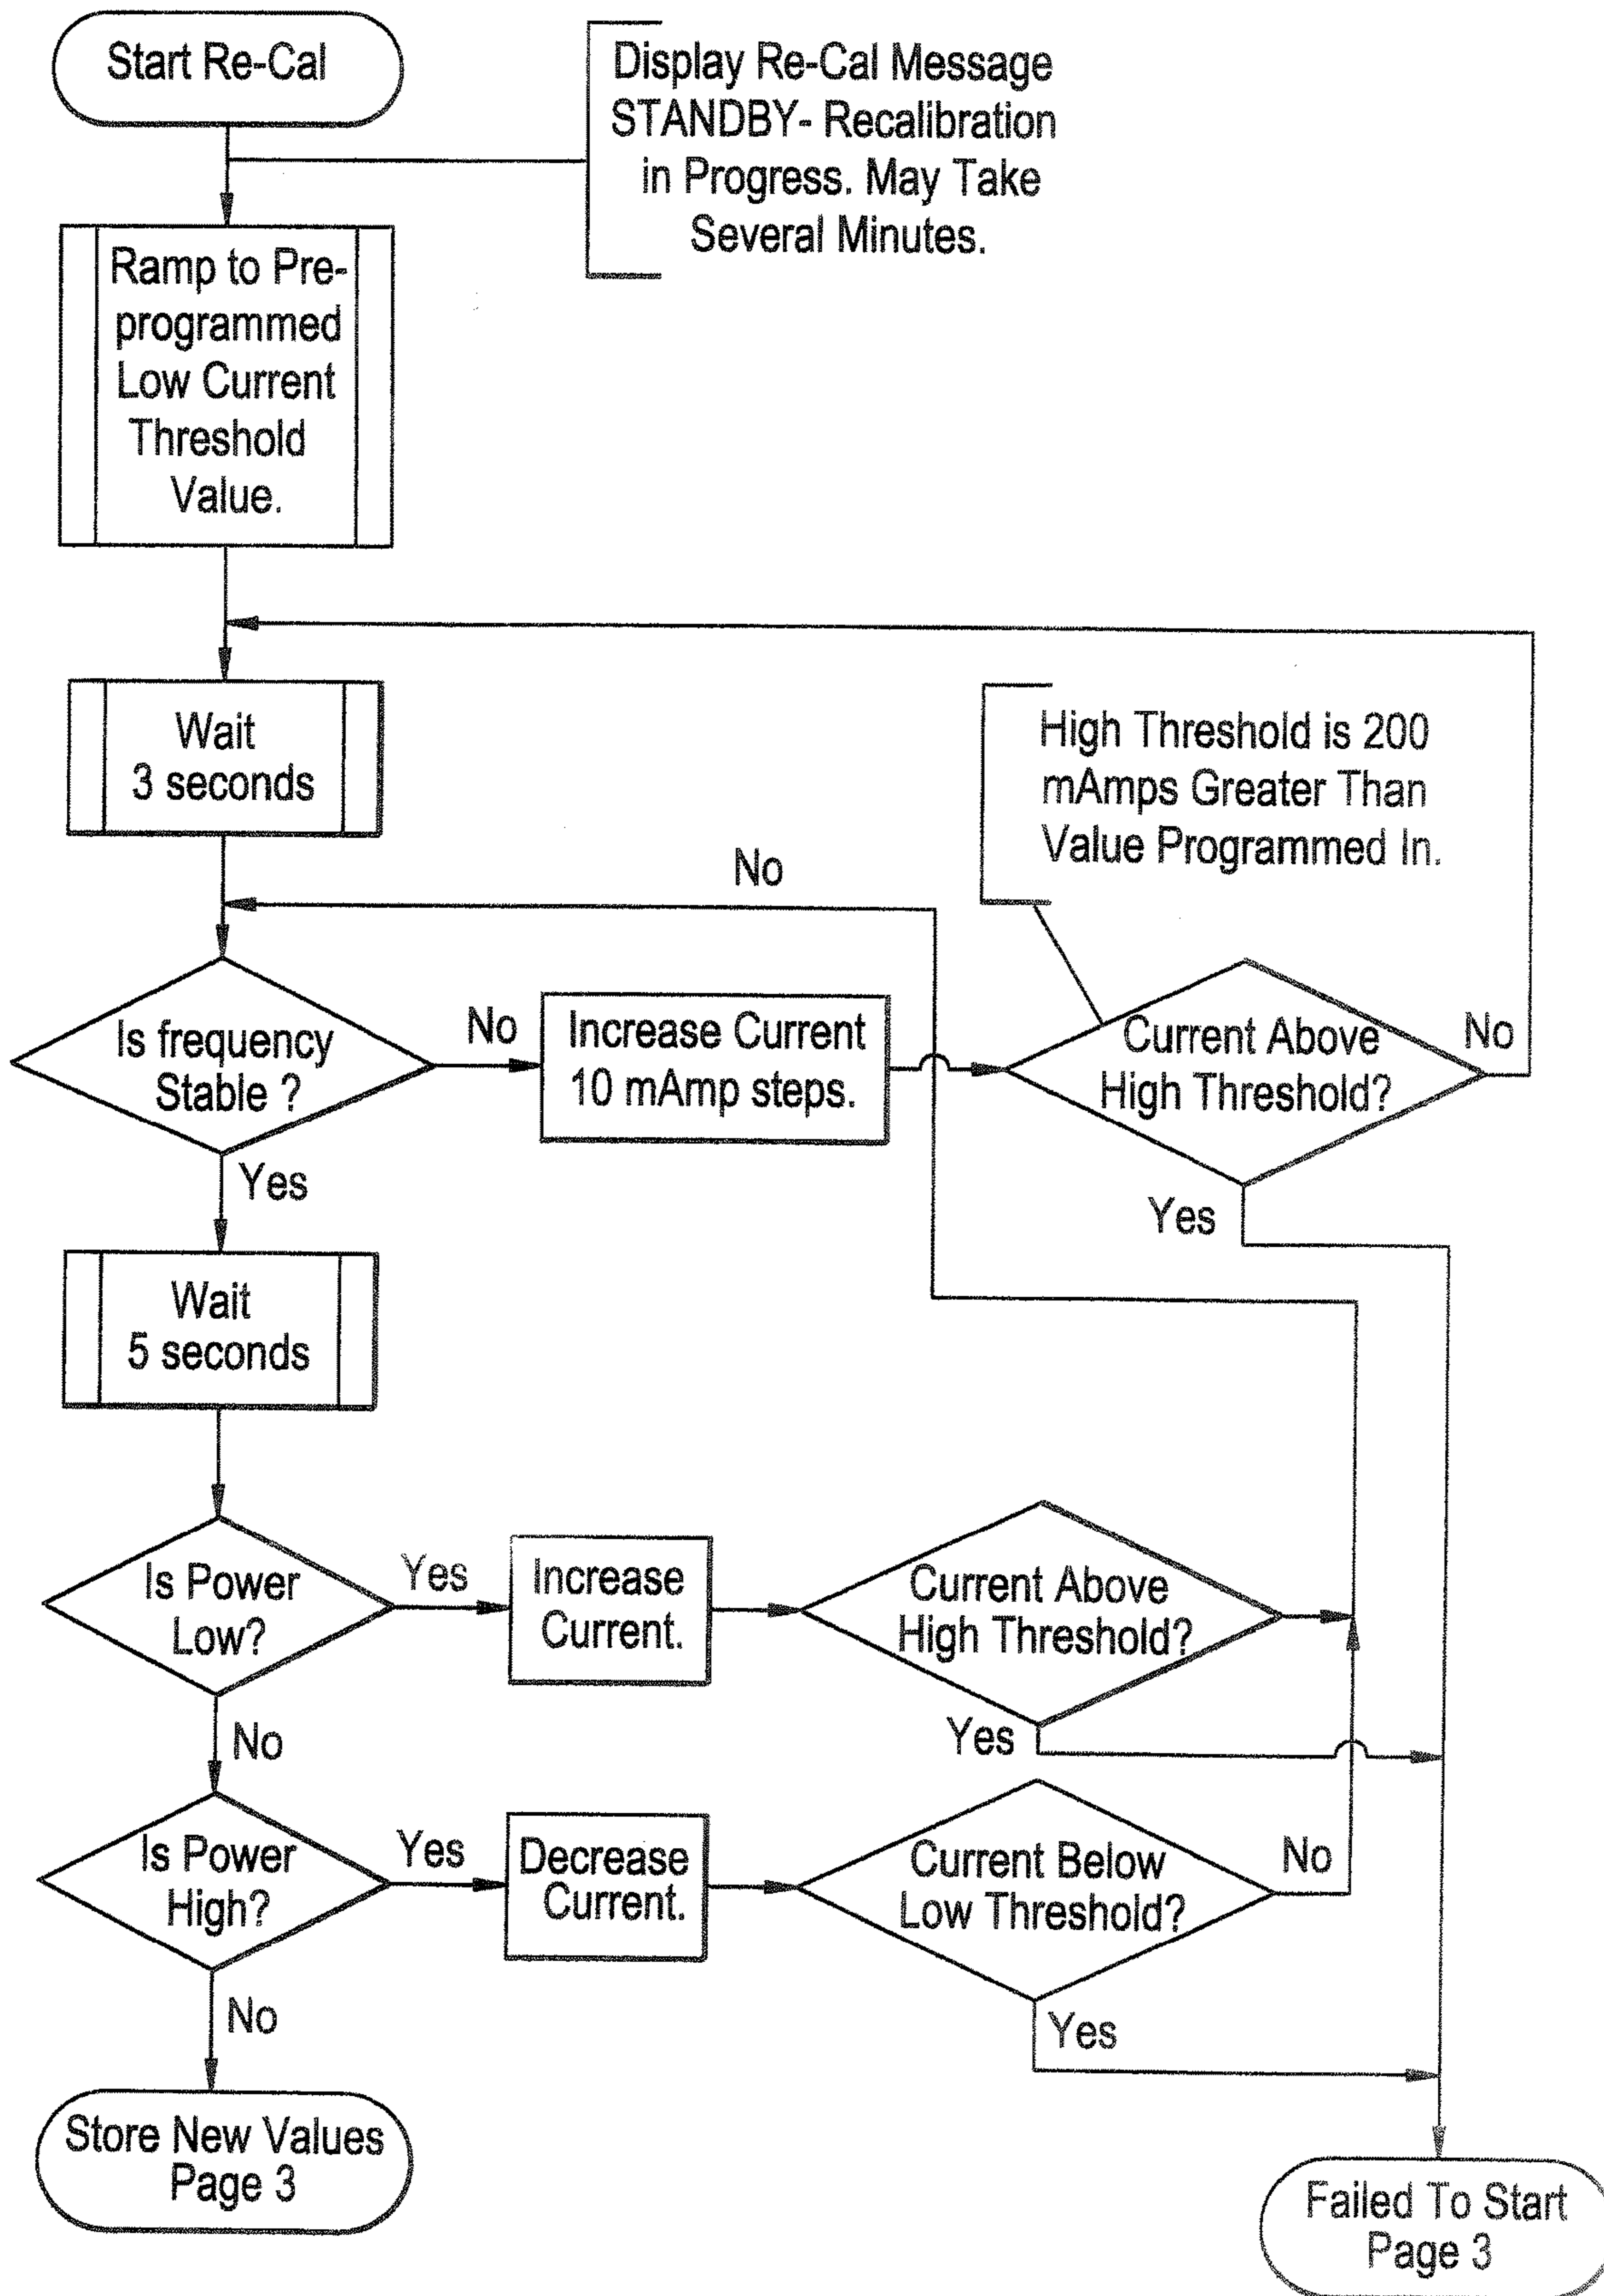 Start Re-Cal
Display Re-Cal Message
STANDBY- Recalibration
in Progress. May Take
Several Minutes.
Ramp to Pre-
programmed
Low Current
Threshold
Value.
Wait
3 seconds
High Threshold is 200
mAmps Greater Than
Value Programmed In.
No
Is frequency
Stable ?
No
Increase Current
10 mAmp steps.
Current Above
High Threshold?
No
Yes
Yes
Wait
5 seconds
Is Power
Low?
Yes
Increase
Current.
Current Above
High Threshold?
Yes
No
Is Power
High?
Yes
Decrease
Current.
Current Below
Low Threshold?
No
Yes
No
Store New Values
Page 3
Failed To Start
Page 3